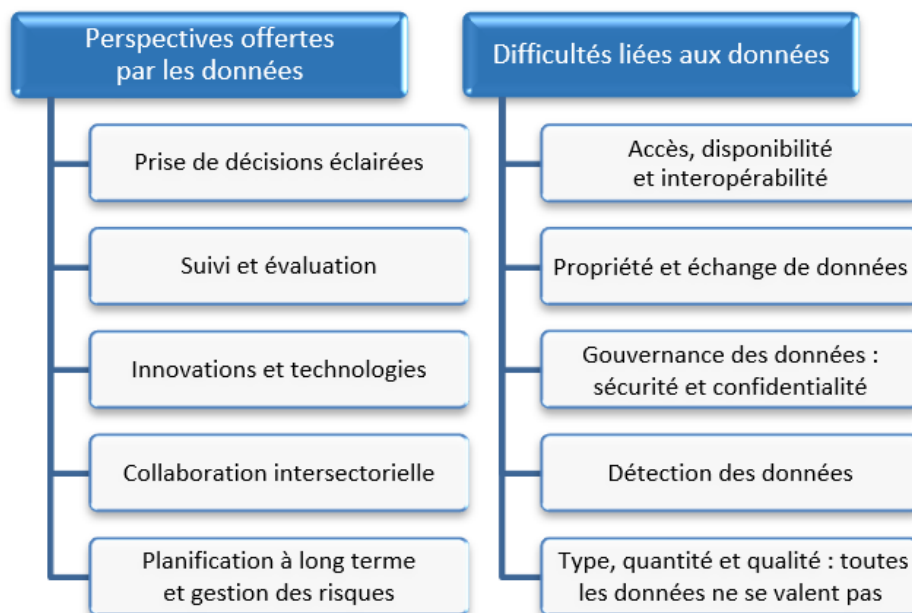 Perspectives offertes
par les données
Prise de décisions éclairées
Suivi et évaluation
Innovations et technologies
Collaboration intersectorielle
Planification à long terme
et gestion des risques
Difficultés liées aux données
Accès, disponibilité
et interopérabilité
Propriété et échange de données
Gouvernance des données :
sécurité et confidentialité
Détection des données
Type, quantité et qualité : toutes
les données ne se valent pas